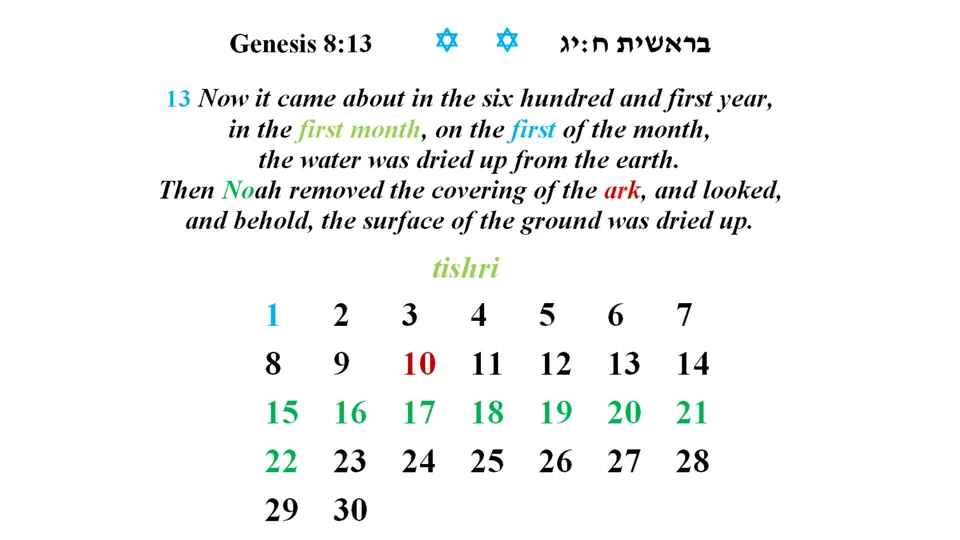 Genesis 8:13 ✡ ✡ בראשית ח:יג
13 Now it came about in the six hundred and first year,
in the first month, on the first of the month,
the water was dried up from the earth.
Then Noah removed the covering of the ark, and looked,
and behold, the surface of the ground was dried up.
tishri
1 2 3 4 5 6 7
8 9 10 11 12 13 14
15 16 17 18 19 20 21
22 23 24 25 26 27 28
29 30